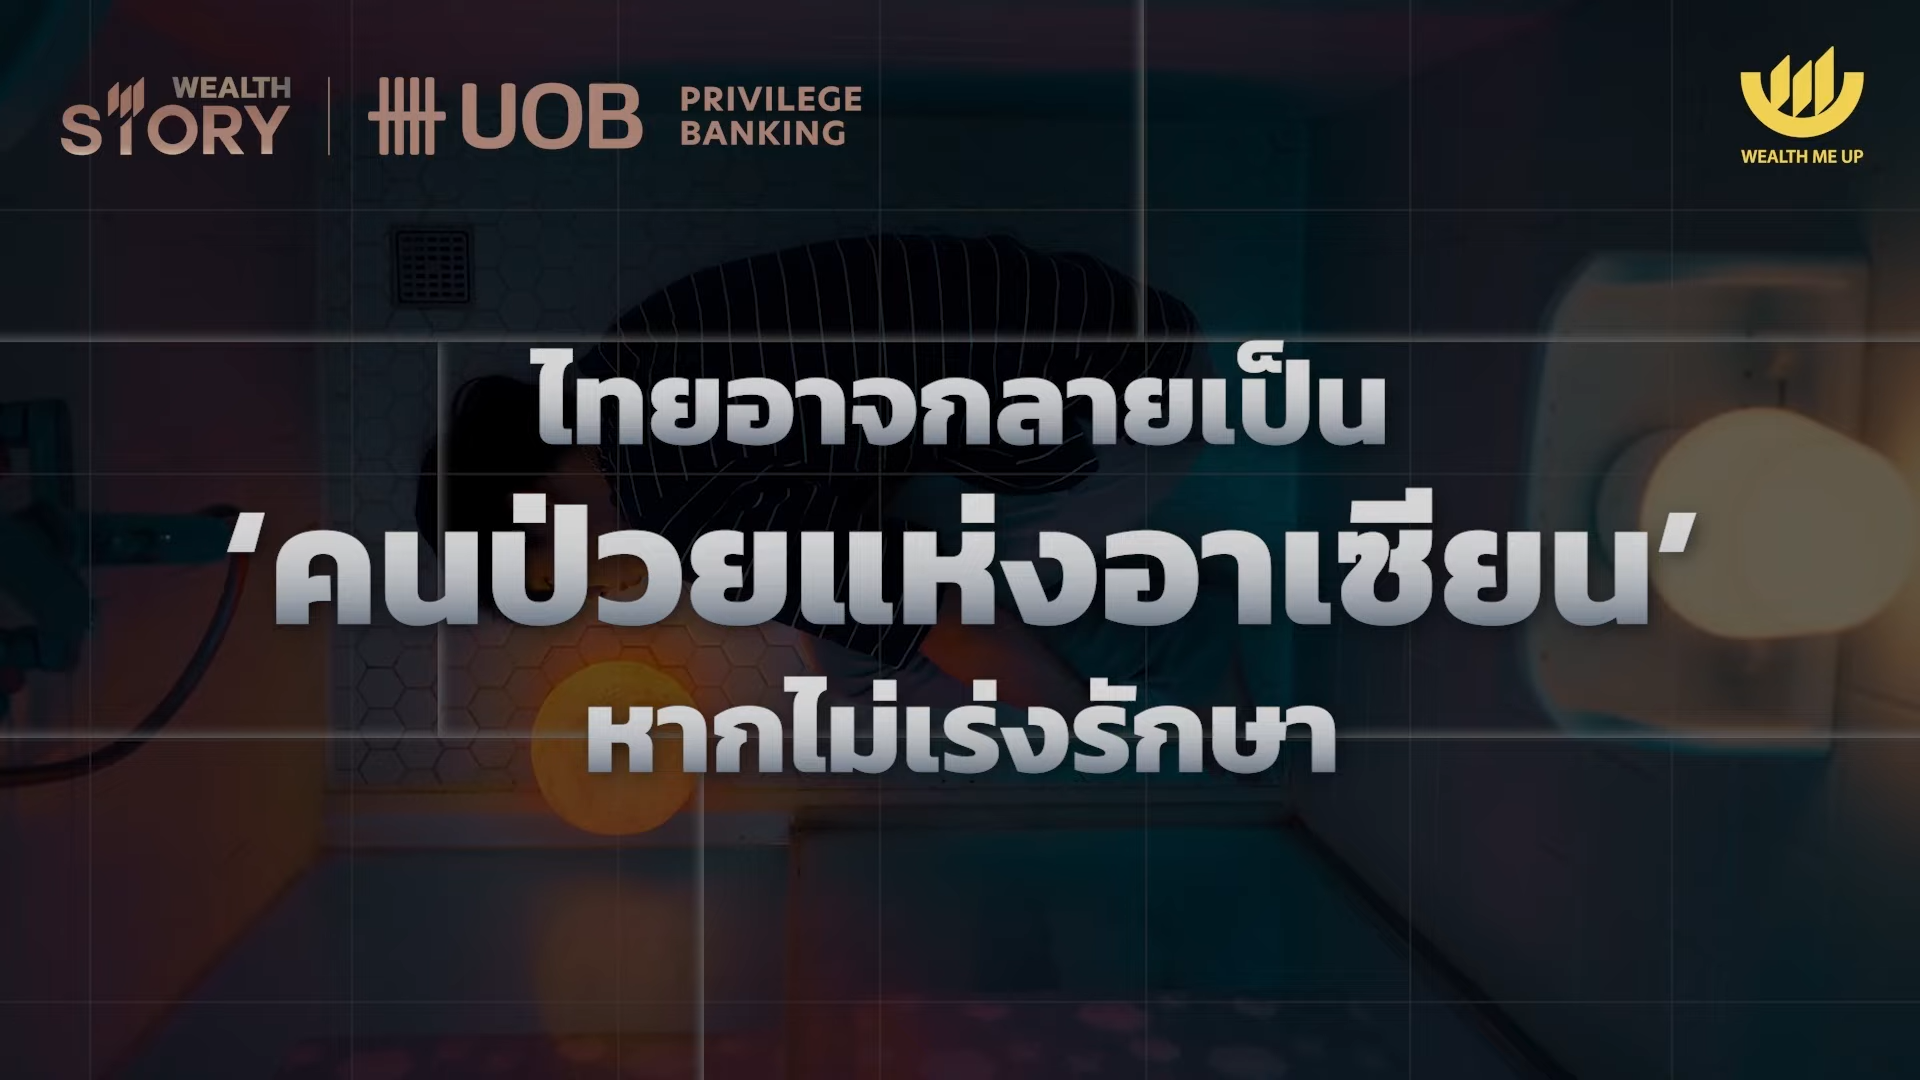 WEALTH
STORY
UOB
PRIVILEGE
BANKING
WEALTH ME UP
ไทยอาจกลายเป็น
‘คนป่วยแห่งอาเซียน’
หากไม่เร่งรักษา